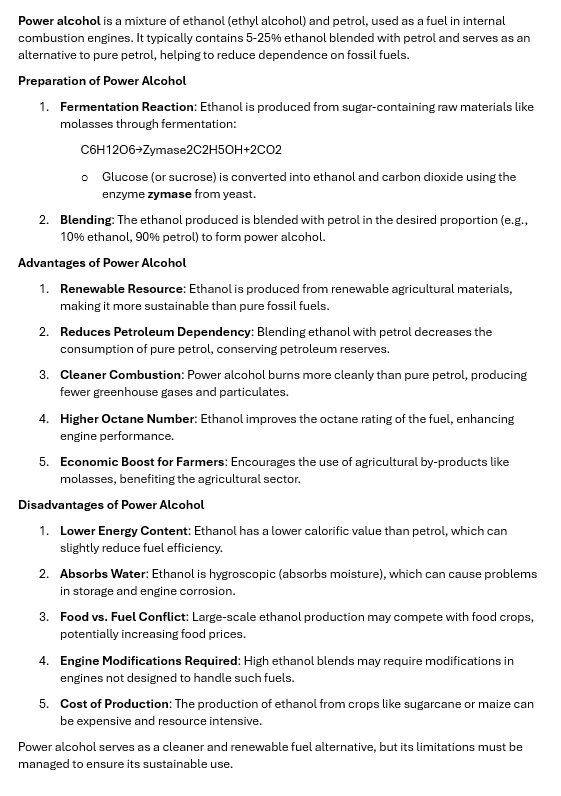 Power alcohol is a mixture of ethanol (ethyl alcohol) and petrol, used as a fuel in internal
combustion engines. It typically contains 5-25% ethanol blended with petrol and serves as an
alternative to pure petrol, helping to reduce dependency on fossil fuels.
Preparation of Power Alcohol
1. Fermentation Reaction: Ethanol is produced from sugar-containing raw materials like
molasses through fermentation:
C6H12O6→Zymase2C2H5OH+2CO2
o Glucose (or sucrose) is converted into ethanol and carbon dioxide using the
enzyme zymase from yeast.
2. Blending: The ethanol produced is blended with petrol in the desired proportion (e.g.,
10% ethanol, 90% petrol) to form power alcohol.
Advantages of Power Alcohol
1. Renewable Resource: Ethanol is produced from renewable agricultural materials,
making it more sustainable than pure fossil fuels.
2. Reduces Petroleum Dependency: Blending ethanol with petrol decreases the
consumption of pure petrol, conserving petroleum reserves.
3. Cleaner Combustion: Power alcohol burns more cleanly than pure petrol, producing
fewer greenhouse gases and particulates.
4. Higher Octane Number: Ethanol improves the octane rating of the fuel, enhancing
engine performance.
5. Economic Boost for Farmers: Encourages the use of agricultural by-products like
molasses, benefiting the agricultural sector.
Disadvantages of Power Alcohol
1. Lower Energy Content: Ethanol has a lower calorific value than petrol, which can
slightly reduce fuel efficiency.
2. Absorbs Water: Ethanol is hygroscopic (absorbs moisture), which can cause problems
in storage and engine corrosion.
3. Food vs. Fuel Conflict: Large-scale ethanol production may compete with food crops,
potentially increasing food prices.
4. Engine Modifications Required: High ethanol blends may require modifications in
engines not designed to handle such fuels.
5. Cost of Production: The production of ethanol from crops like sugarcane or maize can
be expensive and resource intensive.
Power alcohol serves as a cleaner and renewable fuel alternative, but its limitations must be
managed to ensure its sustainable use.